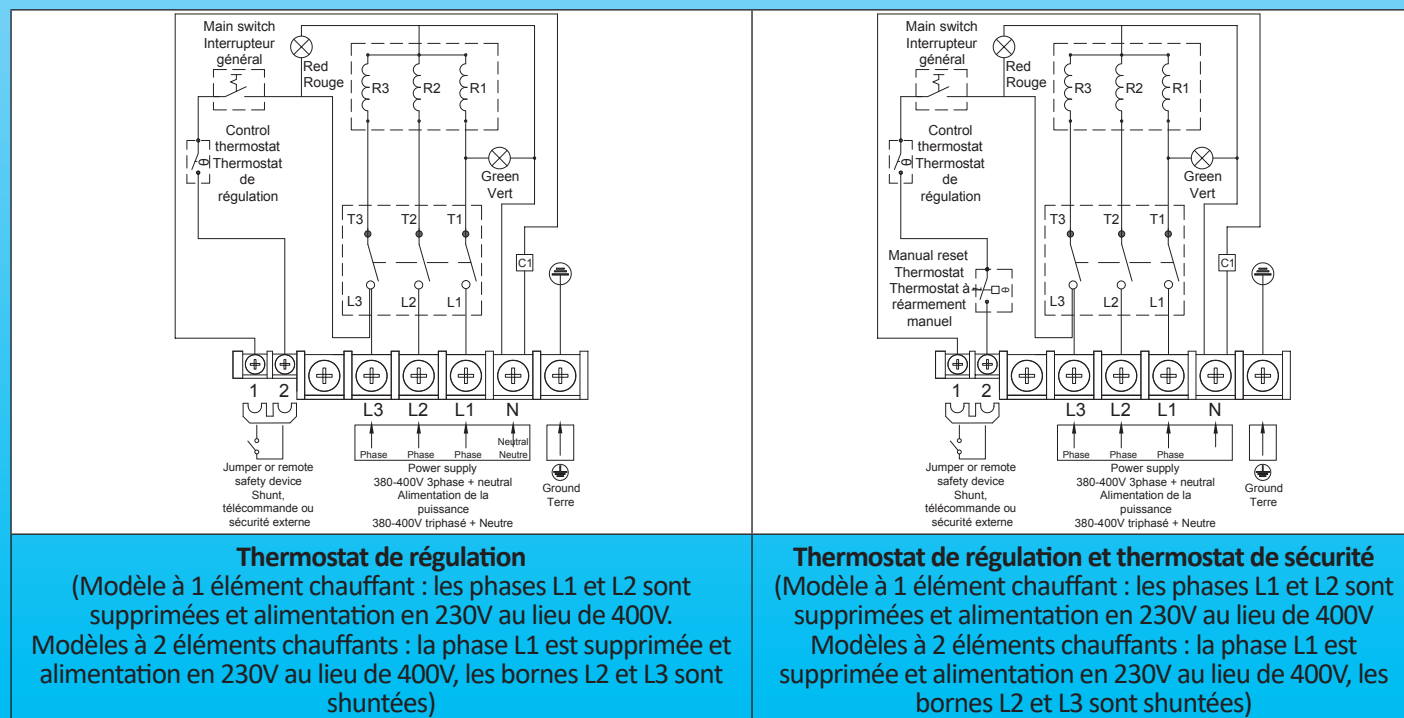 Main switch
Interrupteur
général
Red
Rouge
R3
R2
R1
Control
thermostat
Thermostat
de
régulation
θ
Green
Vert
T3
T2
T1
C1
L3
L2
L1
1
2
L3
L2
L1
N
Phase
Phase
Phase
Neutral
Neutre
Jumper or remote
safety device
Shunt,
télécommande ou
sécurité externe
Power supply
380-400V 3phase + neutral
Alimentation de la
puissance
380-400V triphasé + Neutre
Ground
Terre
Thermostat de régulation
(Modèle à 1 élément chauffant : les phases L1 et L2 sont
supprimées et alimentation en 230V au lieu de 400V.
Modèles à 2 éléments chauffants : la phase L1 est supprimée et
alimentation en 230V au lieu de 400V, les bornes L2 et L3 sont
shuntées)
Main switch
Interrupteur
général
Red
Rouge
R3
R2
R1
Control
thermostat
Thermostat
de
régulation
θ
Green
Vert
T3
T2
T1
Manual reset
Thermostat
Thermostat à
réarmement
manuel
θ
C1
L3
L2
L1
1
2
L3
L2
L1
N
Phase
Phase
Phase
Jumper or remote
safety device
Shunt,
télécommande ou
sécurité externe
Power supply
380-400V 3phase + neutral
Alimentation de la
puissance
380-400V triphasé + Neutre
Ground
Terre
Thermostat de régulation et thermostat de sécurité
(Modèle à 1 élément chauffant : les phases L1 et L2 sont
supprimées et alimentation en 230V au lieu de 400V
Modèles à 2 éléments chauffants : la phase L1 est
supprimée et alimentation en 230V au lieu de 400V, les
bornes L2 et L3 sont shuntées)